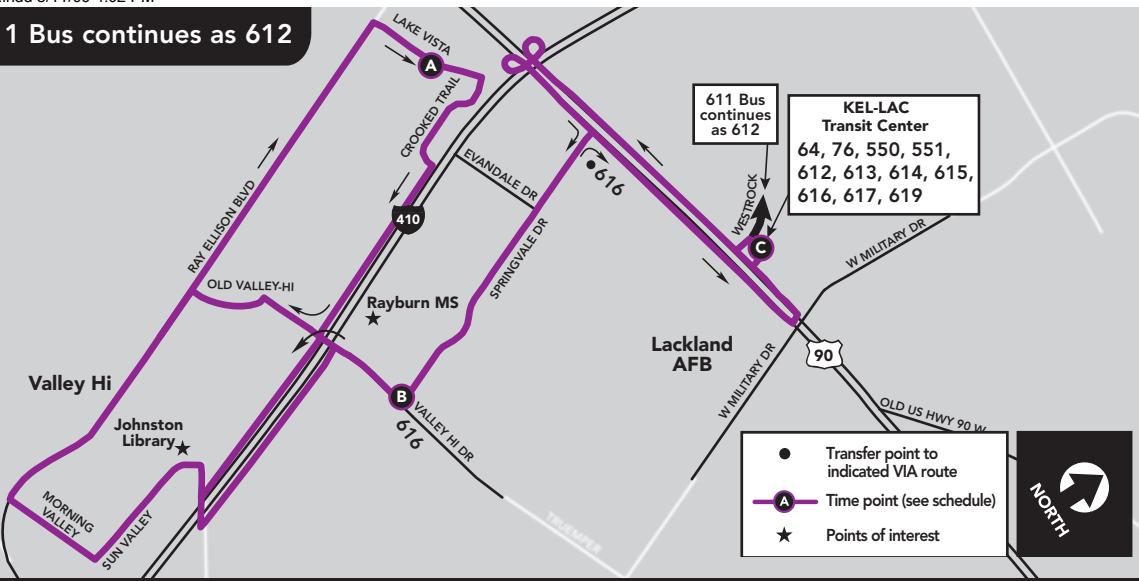 1 Bus continues as 612
LAKE VISTA
A
CROOKED TRAIL
RAY ELLISON BLVD
EVANDALE DR
410
616
SPRINGVALE DR
OLD VALLEY-HI
Rayburn MS
611 Bus
continues
as 612
KEL-LAC
Transit Center
64, 76, 550, 551,
612, 613, 614, 615,
616, 617, 619
WESTROCK
C
W MILITARY DR
Lackland
AFB
90
W MILITARY DR
OLD US HWY 90 W
Valley Hi
Johnston
Library
B
616
VALLEY HI DR
MORNING
VALLEY
SUN VALLEY
TRUEMPER
Transfer point to
indicated VIA route
A
Time point (see schedule)
Points of interest
NORTH